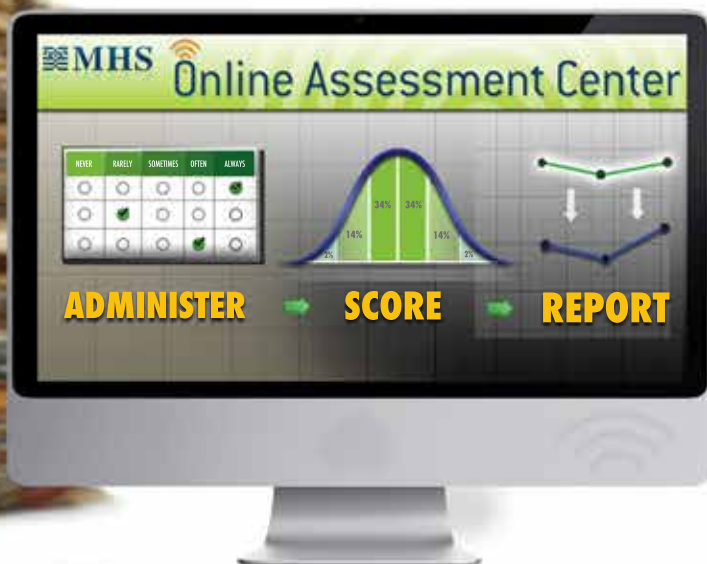 MHS Online Assessment Center
NEVER RARELY SOMETIMES OFTEN ALWAYS
34% 34%
14% 14%
2% 2%
ADMINISTER SCORE REPORT